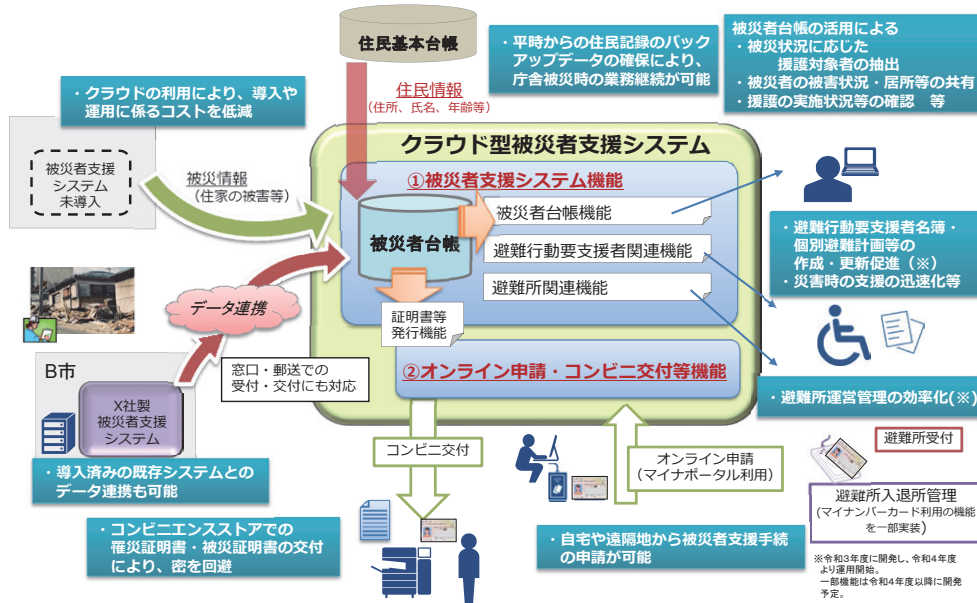 住民基本台帳
・平時からの住民記録のバック
アップデータの確保により、
庁舎被災時の業務継続が可能
被災者台帳の活用による
・被災状況に応じた
援護対象者の抽出
・被災者の被害状況・居所等の共有
・援護の実施状況等の確認　等
・クラウドの利用により、導入や
運用に係るコストを低減
住民情報
（住所、氏名、年齢等）
被災者支援
システム
未導入
被災情報
（住家の被害等）
クラウド型被災者支援システム
①被災者支援システム機能
被災者台帳
被災者台帳機能
避難行動要支援者関連機能
避難所関連機能
証明書等
発行機能
・避難行動要支援者名簿・
個別避難計画等の
作成・更新促進（※）
・災害時の支援の迅速化等
データ連携
B市
X社製
被災者支援
システム
窓口・郵送での
受付・交付にも対応
②オンライン申請・コンビニ交付等機能
・避難所運営管理の効率化(※)
・導入済みの既存システムとの
データ連携も可能
コンビニ交付
オンライン申請
（マイナポータル利用）
避難所受付
避難所入退所管理
（マイナンバーカード利用の機能
を一部実装）
・コンビニエンスストアでの
罹災証明書・被災証明書の交付
により、密を回避
・自宅や遠隔地から被災者支援手続
の申請が可能
※令和3年度に開発し、令和4年度
より運用開始。
一部機能は令和4年度以降に開発
予定。